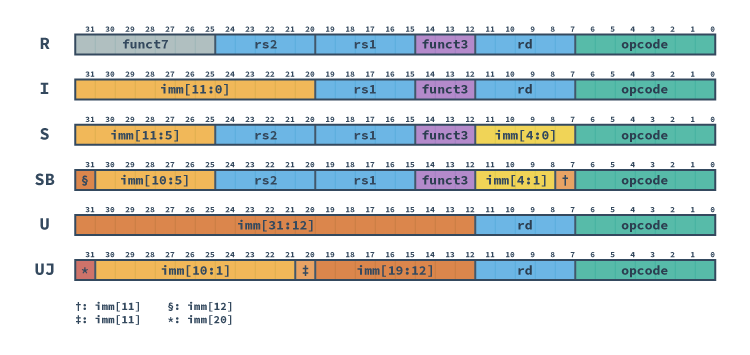 31 30 29 28 27 26 25 24 23 22 21 20 19 18 17 16 15 14 13 12 11 10 9 8 7 6 5 4 3 2 1 0
R funct7 rs2 rs1 funct3 rd opcode
31 30 29 28 27 26 25 24 23 22 21 20 19 18 17 16 15 14 13 12 11 10 9 8 7 6 5 4 3 2 1 0
I imm[11:0] rs1 funct3 rd opcode
31 30 29 28 27 26 25 24 23 22 21 20 19 18 17 16 15 14 13 12 11 10 9 8 7 6 5 4 3 2 1 0
S imm[11:5] rs2 rs1 funct3 imm[4:0] opcode
31 30 29 28 27 26 25 24 23 22 21 20 19 18 17 16 15 14 13 12 11 10 9 8 7 6 5 4 3 2 1 0
SB § imm[10:5] rs2 rs1 funct3 imm[4:1] † opcode
31 30 29 28 27 26 25 24 23 22 21 20 19 18 17 16 15 14 13 12 11 10 9 8 7 6 5 4 3 2 1 0
U imm[31:12] rd opcode
31 30 29 28 27 26 25 24 23 22 21 20 19 18 17 16 15 14 13 12 11 10 9 8 7 6 5 4 3 2 1 0
UJ * imm[10:1] ‡ imm[19:12] rd opcode
†: imm[11] §: imm[12]
‡: imm[11] *: imm[20]